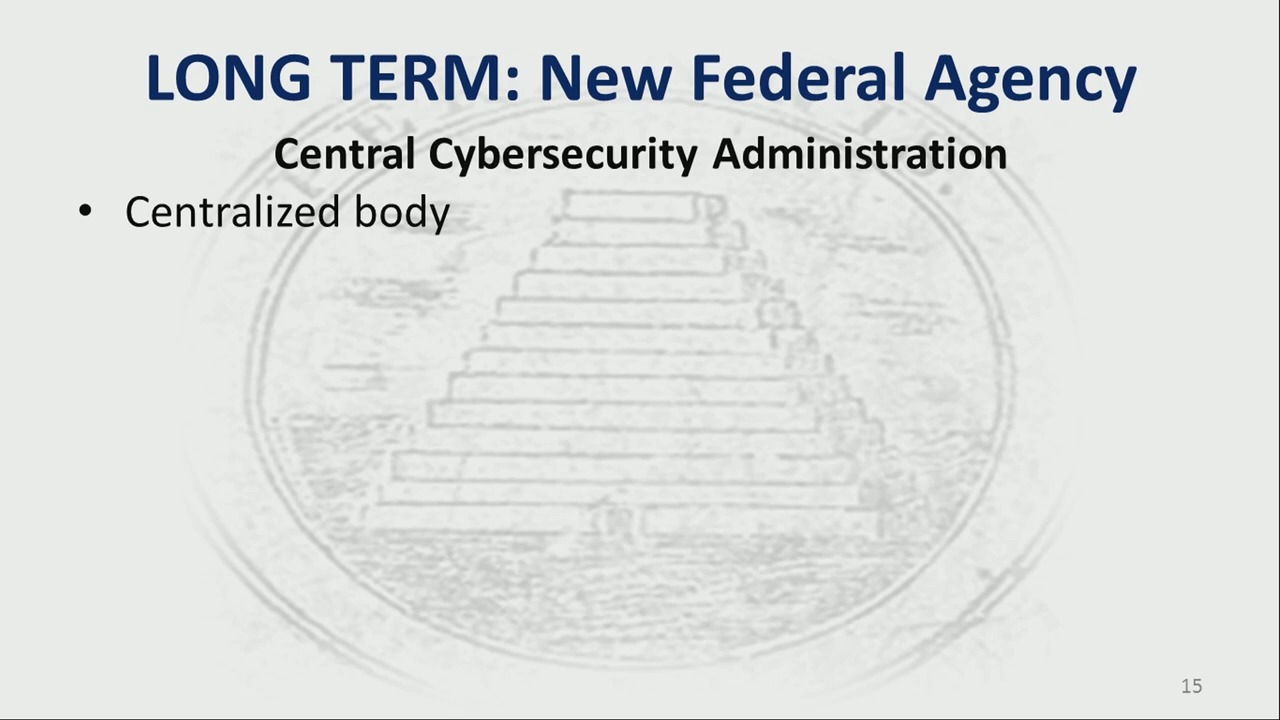 LONG TERM: New Federal Agency
Central Cybersecurity Administration
• Centralized body
15